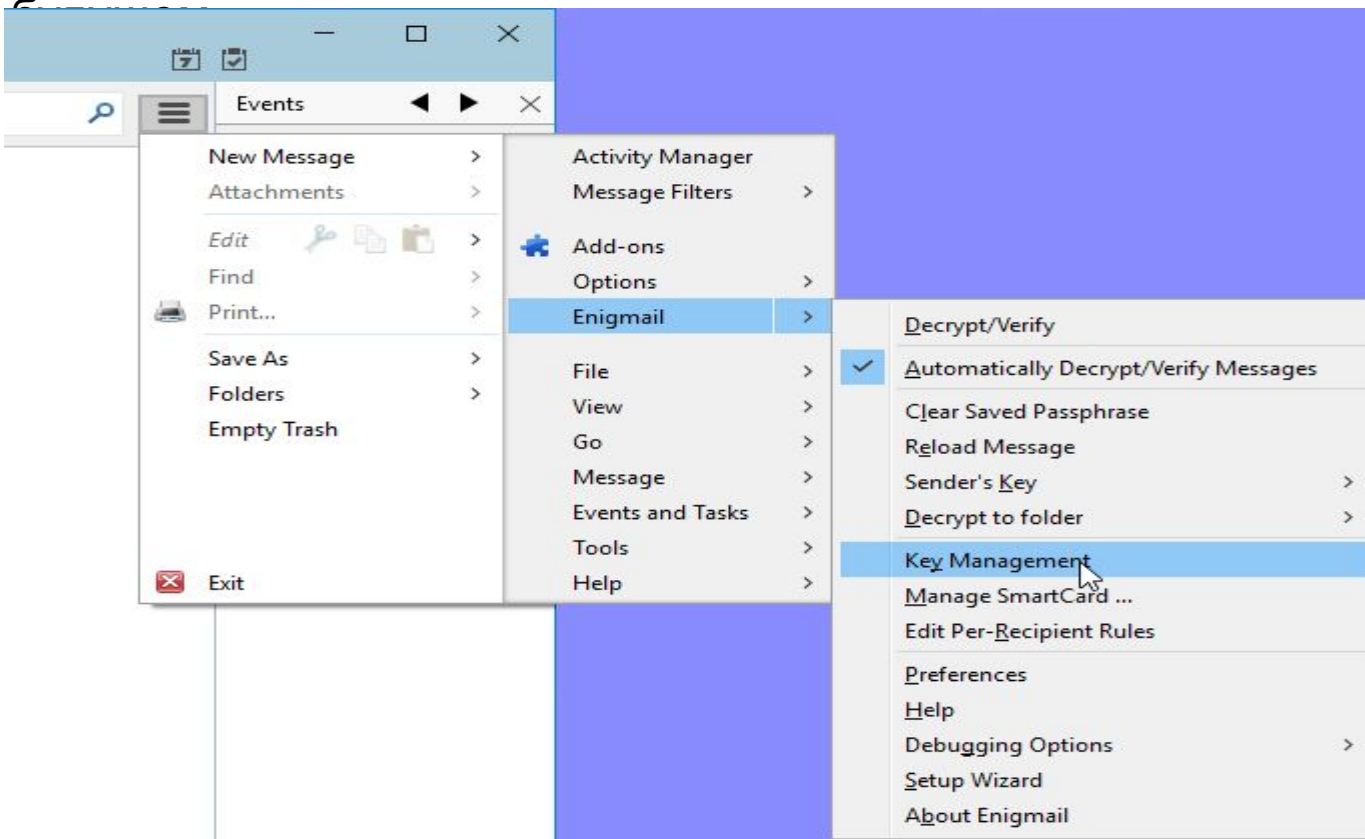 7
Events
New Message
Attachments
Edit
Find
Print...
Save As
Folders
Empty Trash
Exit
Activity Manager
Message Filters
Add-ons
Options
Enigmail
File
View
Go
Message
Events and Tasks
Tools
Help
Decrypt/Verify
Automatically Decrypt/Verify Messages
Clear Saved Passphrase
Reload Message
Sender's Key
Decrypt to folder
Key Management
Manage SmartCard ...
Edit Per-Recipient Rules
Preferences
Help
Debugging Options
Setup Wizard
About Enigmail